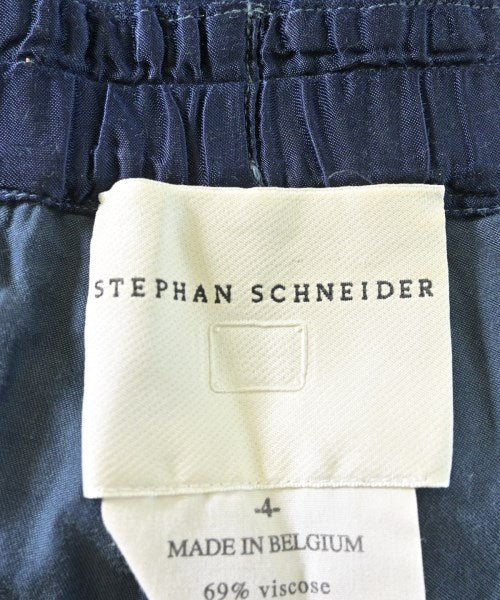 STEPHAN SCHNEIDER
-4-
MADE IN BELGIUM
69% viscose